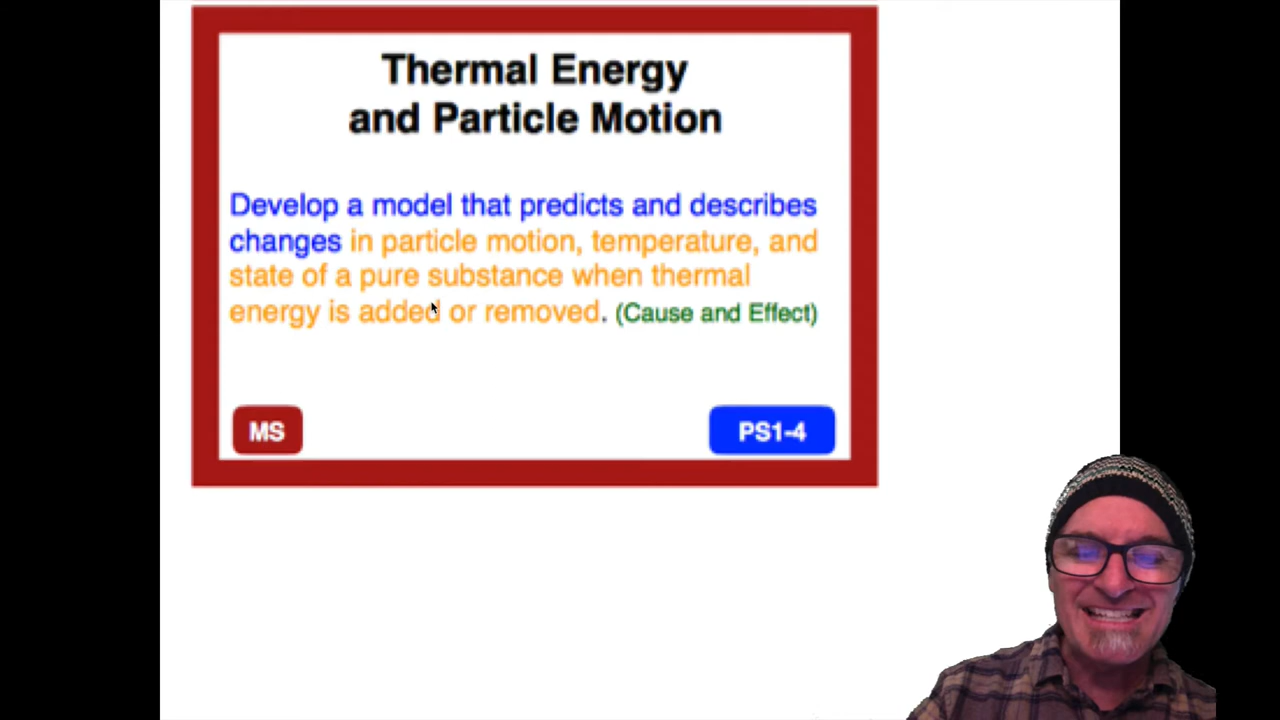 Thermal Energy
and Particle Motion
Develop a model that predicts and describes
changes in particle motion, temperature, and
state of a pure substance when thermal
energy is added or removed. (Cause and Effect)
MS
PS1-4